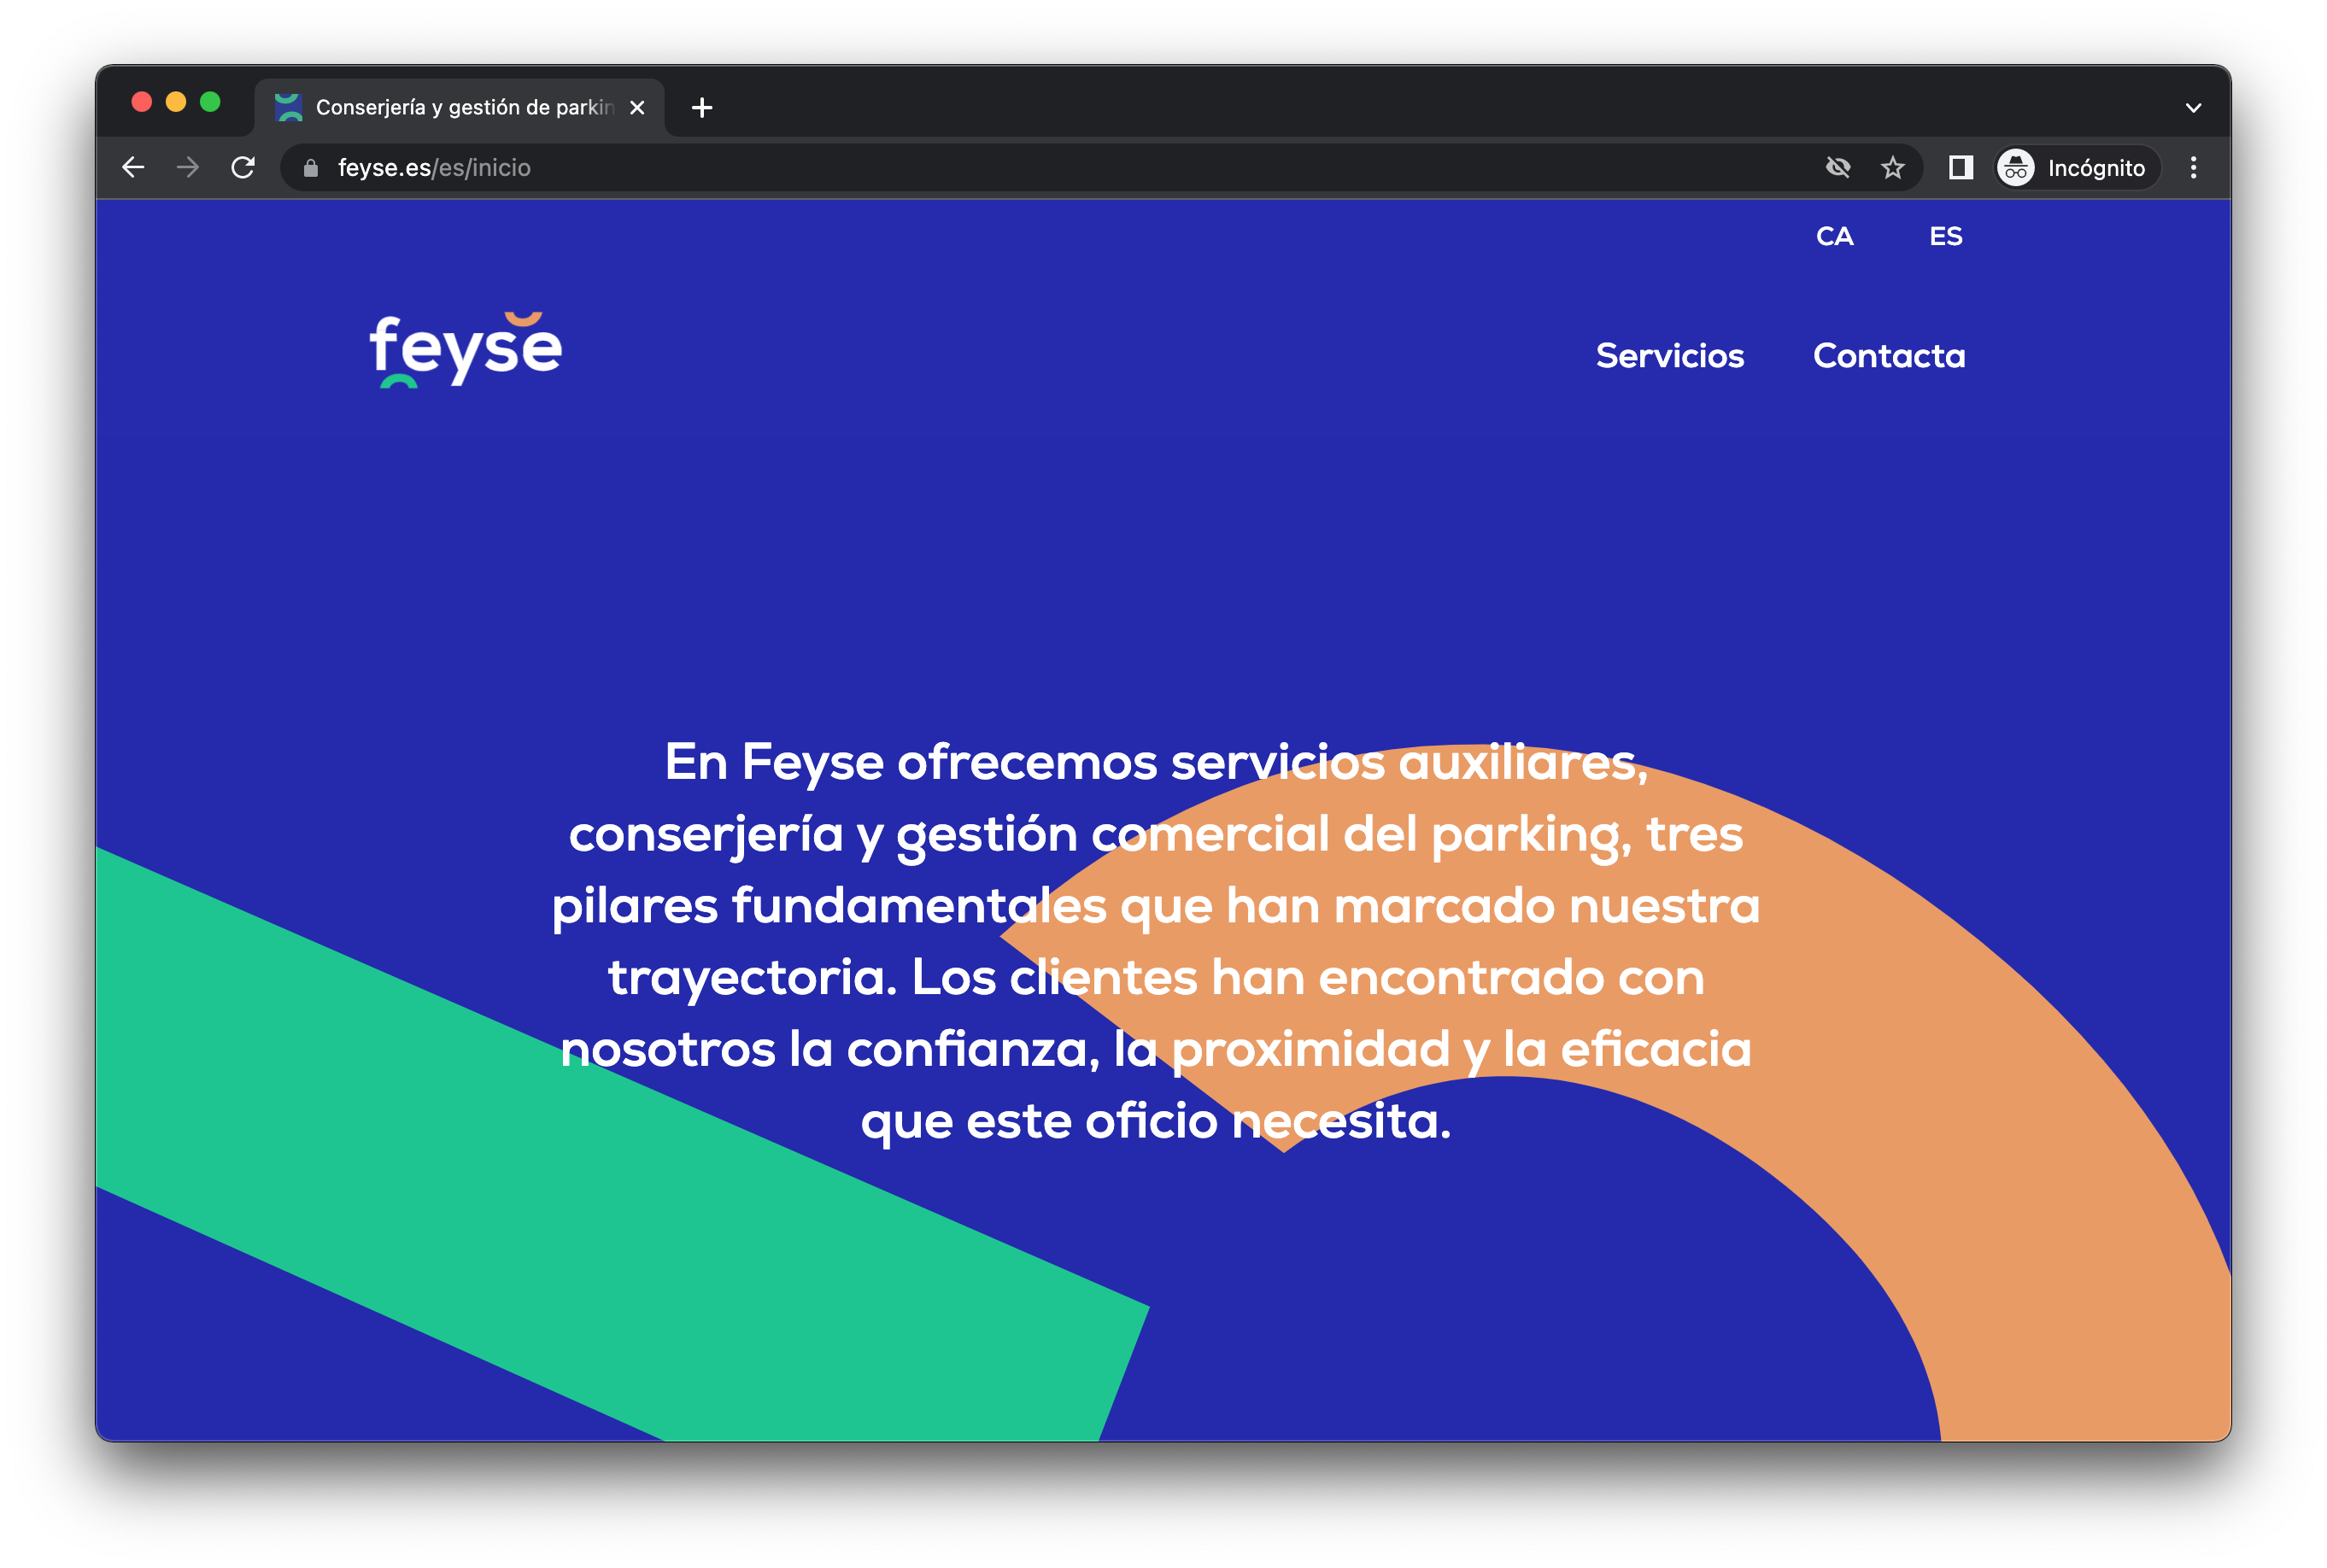 Conserjería y gestión de parkin
feyse.es/es/inicio
Incógnito
CA ES
feyse
Servicios Contacta
En Feyse ofrecemos servicios auxiliares,
conserjería y gestión comercial del parking, tres
pilares fundamentales que han marcado nuestra
trayectoria. Los clientes han encontrado con
nosotros la confianza, la proximidad y la eficacia
que este oficio necesita.